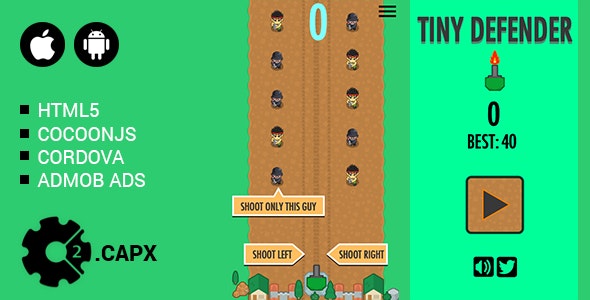 HTML5
COCOONJS
CORDOVA
ADMOB ADS
2
.CAPX
0
SHOOT ONLY THIS GUY
SHOOT LEFT
SHOOT RIGHT
TINY DEFENDER
0
BEST: 40